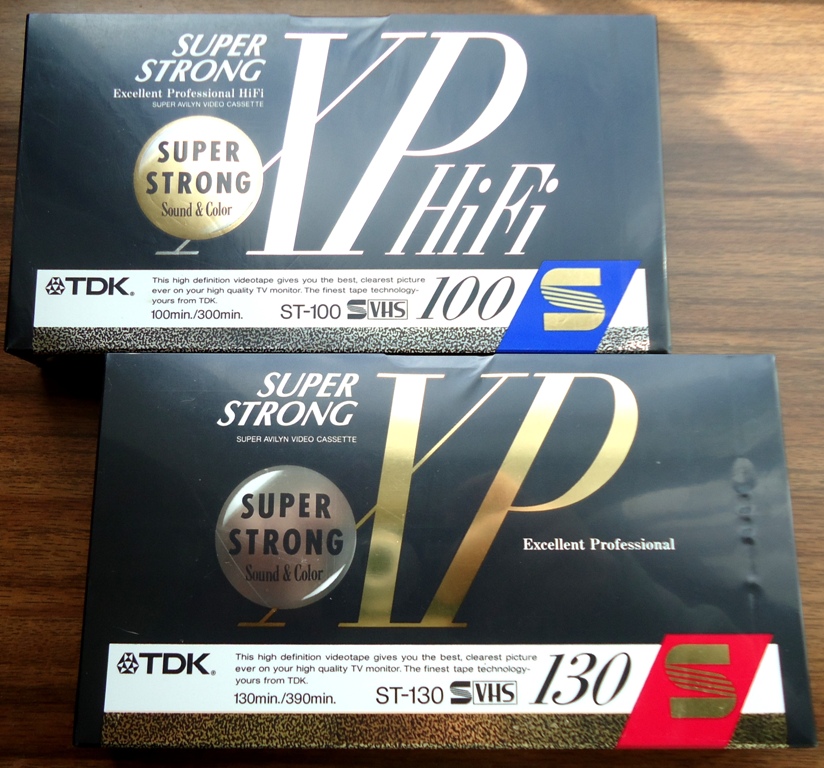 SUPER
STRONG
Excellent Professional HiFi
SUPER AVILYN VIDEO CASSETTE
SUPER
STRONG
Sound & Color
XP
HiFi
TDK®
This high definition videotape gives you the best, clearest picture
ever on your high quality TV monitor. The finest tape technology-
yours from TDK.
100min./300min.
ST-100 S VHS
100
S
SUPER
STRONG
SUPER AVILYN VIDEO CASSETTE
SUPER
STRONG
Sound & Color
XP
Excellent Professional
TDK®
This high definition videotape gives you the best, clearest picture
ever on your high quality TV monitor. The finest tape technology-
yours from TDK.
130min./390min.
ST-130 S VHS
130
S